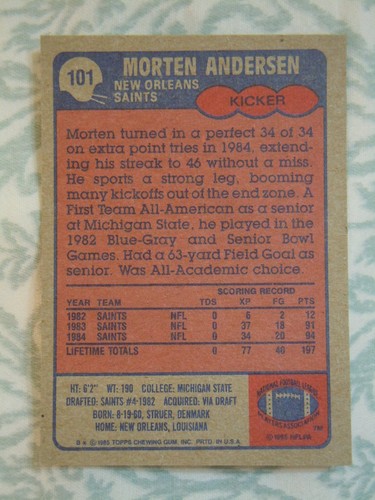 101
MORTEN ANDERSEN
NEW ORLEANS
SAINTS
KICKER
Morten turned in a perfect 34 of 34
on extra point tries in 1984, extend-
ing his streak to 46 without a miss.
He sports a strong leg, booming
many kickoffs out of the end zone. A
First Team All-American as a senior
at Michigan State, he played in the
1982 Blue-Gray and Senior Bowl
Games. Had a 63-yard Field Goal as
senior. Was All-Academic choice.
SCORING RECORD
YEAR TEAM TDS XP FG PTS
1982 SAINTS NFL 0 6 2 12
1983 SAINTS NFL 0 37 18 91
1984 SAINTS NFL 0 34 20 94
LIFETIME TOTALS 0 77 40 197
HT: 6'2" WT: 190 COLLEGE: MICHIGAN STATE
DRAFTED: SAINTS #4-1982 ACQUIRED: VIA DRAFT
BORN: 8-19-60, STRUER, DENMARK
HOME: NEW ORLEANS, LOUISIANA
© 1985 TOPPS CHEWING GUM, INC. PRTD. IN U.S.A.
NATIONAL FOOTBALL LEAGUE
PLAYERS ASSOCIATION
TM
© 1985 NFLPA